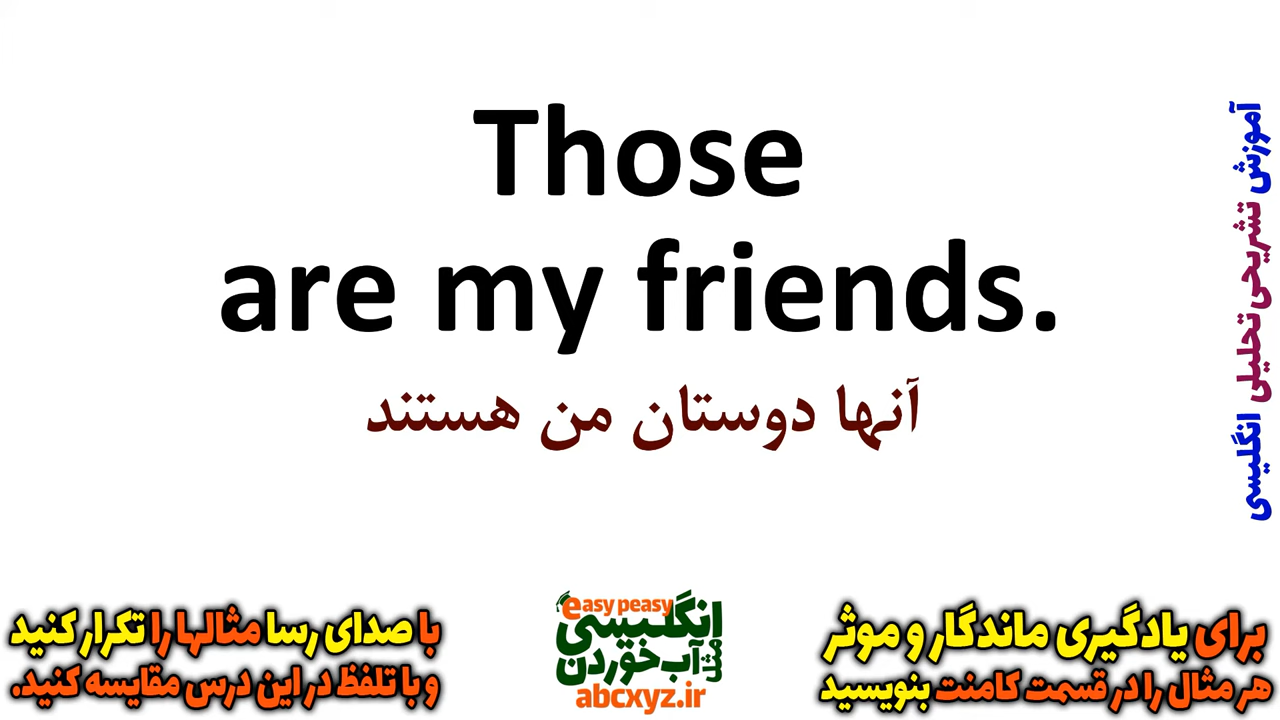 Those
are my friends.
آنها دوستان من هستند
آموزش تشریحی تحلیلی انگلیسی
برای یادگیری ماندگار و موثر
هر مثال را در قسمت کامنت بنویسید
easy peasy
انگلیسی
مثل آب خوردن
abcxyz.ir
با صدای رسا مثالها را تکرار کنید
و با تلفظ در این درس مقایسه کنید.